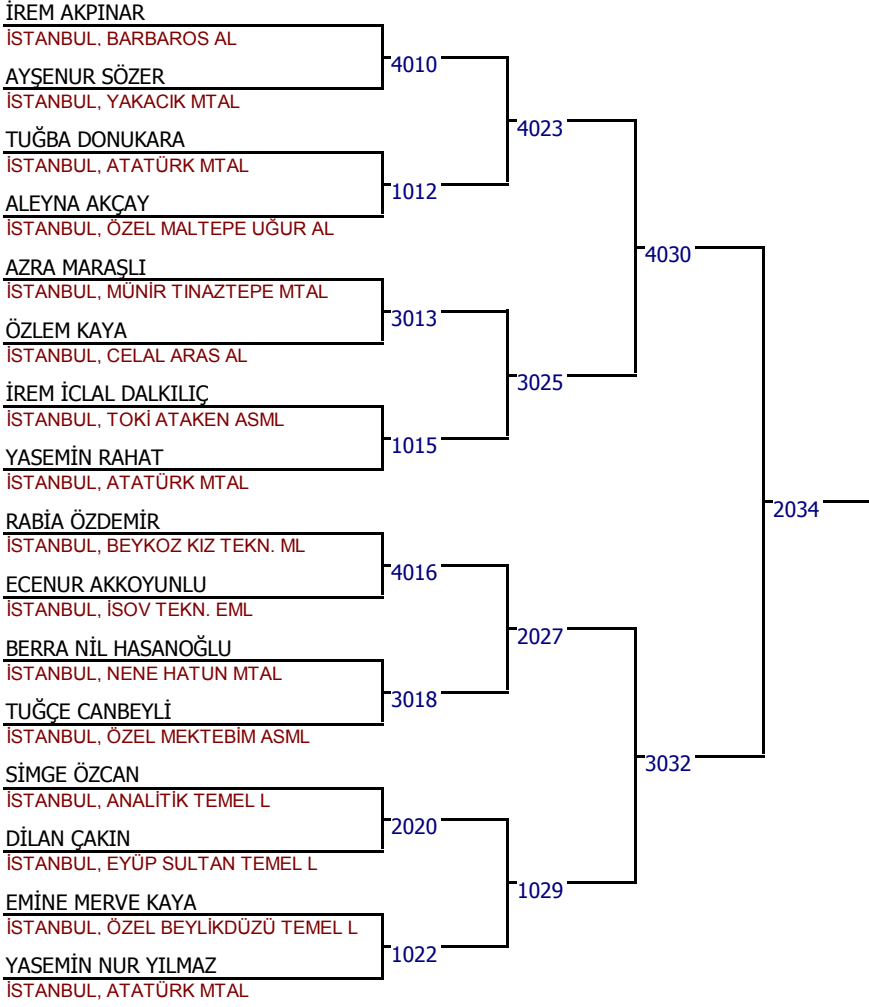 İREM AKPINAR
İSTANBUL, BARBAROS AL
4010
AYŞENUR SÖZER
İSTANBUL, YAKACIK MTAL
4023
TUĞBA DONUKARA
İSTANBUL, ATATÜRK MTAL
1012
ALEYNA AKÇAY
İSTANBUL, ÖZEL MALTEPE UĞUR AL
4030
AZRA MARAŞLI
İSTANBUL, MÜNİR TINAZTEPE MTAL
3013
ÖZLEM KAYA
İSTANBUL, CELAL ARAS AL
3025
İREM İCLAL DALKILIÇ
İSTANBUL, TOKİ ATAKEN ASML
1015
YASEMİN RAHAT
İSTANBUL, ATATÜRK MTAL
2034
RABİA ÖZDEMİR
İSTANBUL, BEYKOZ KIZ TEKN. ML
4016
ECENUR AKKOYUNLU
İSTANBUL, İSOV TEKN. EML
2027
BERRA NİL HASANOĞLU
İSTANBUL, NENE HATUN MTAL
3018
TUĞÇE CANBEYLİ
İSTANBUL, ÖZEL MEKTEBİM ASML
3032
SİMGE ÖZCAN
İSTANBUL, ANALİTİK TEMEL L
2020
DİLAN ÇAKIN
İSTANBUL, EYÜP SULTAN TEMEL L
1029
EMİNE MERVE KAYA
İSTANBUL, ÖZEL BEYLİKDÜZÜ TEMEL L
1022
YASEMİN NUR YILMAZ
İSTANBUL, ATATÜRK MTAL